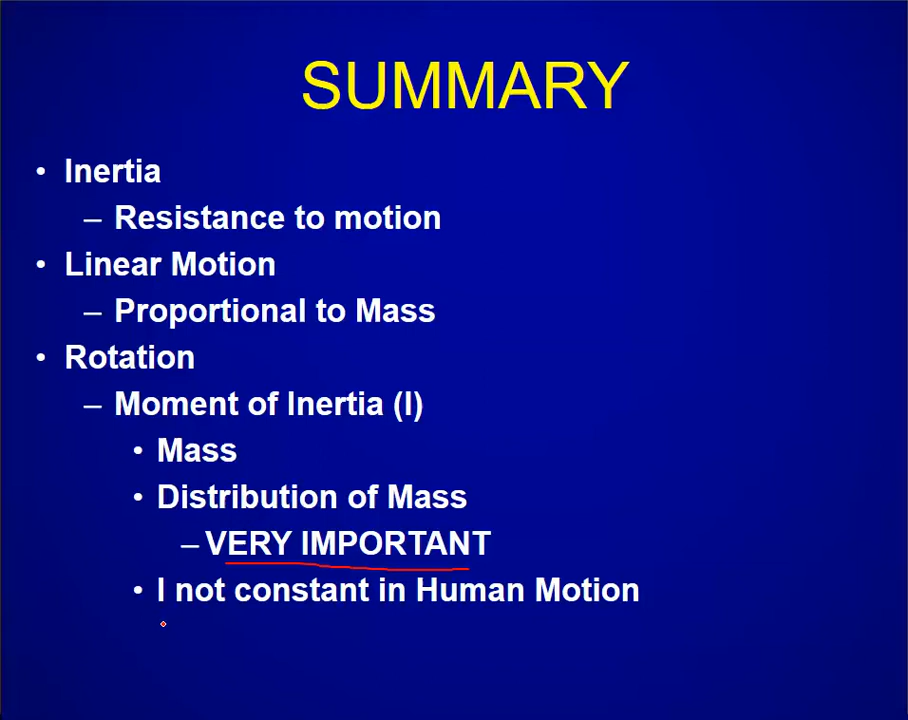 SUMMARY
• Inertia
– Resistance to motion
• Linear Motion
– Proportional to Mass
• Rotation
– Moment of Inertia (I)
• Mass
• Distribution of Mass
– VERY IMPORTANT
• I not constant in Human Motion